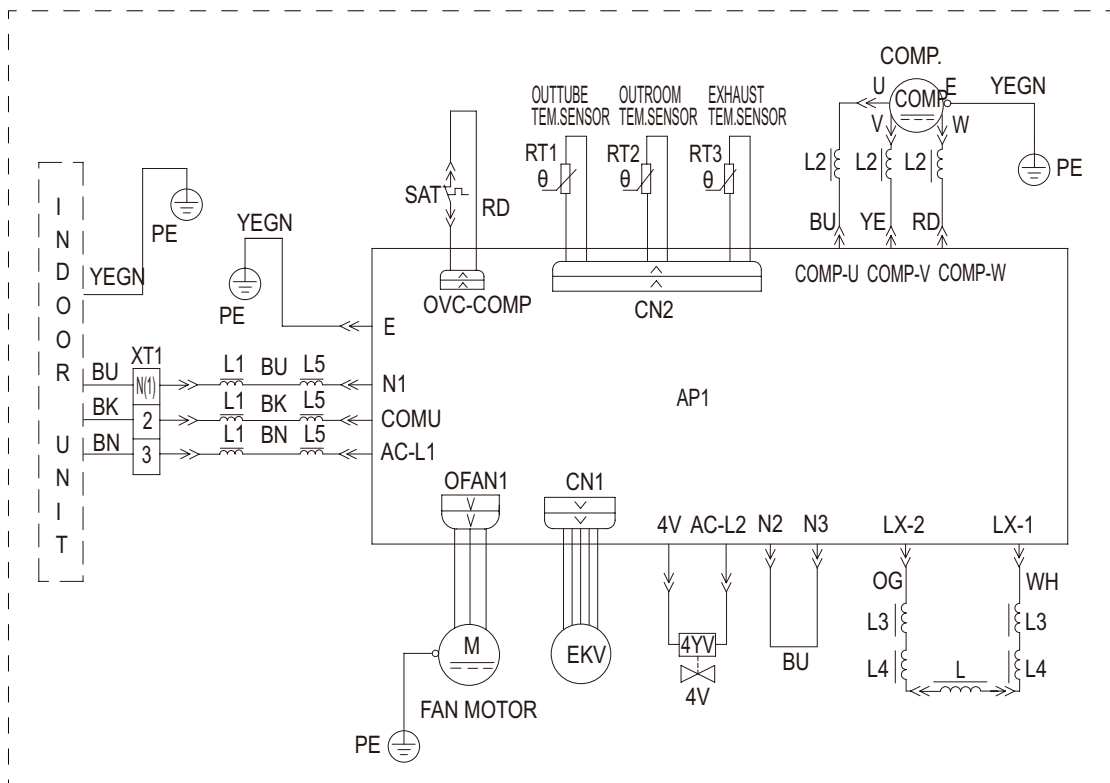 COMP.
OUTTUBE TEM.SENSOR
OUTROOM TEM.SENSOR
EXHAUST TEM.SENSOR
U
COMP
E
YEGN
V
W
RT1
RT2
RT3
θ
θ
θ
L2
L2
L2
PE
SAT
RD
INDOOR UNIT
PE
YEGN
BU
YE
RD
YEGN
COMP-U
COMP-V
COMP-W
PE
OVC-COMP
CN2
E
XT1
BU
N(1)
L1
BU
L5
N1
BK
2
L1
BK
L5
COMU
AP1
BN
3
L1
BN
L5
AC-L1
OFAN1
CN1
4V
AC-L2
N2
N3
LX-2
LX-1
OG
WH
L3
L3
M
EKV
4YV
BU
L4
L
L4
4V
FAN MOTOR
PE